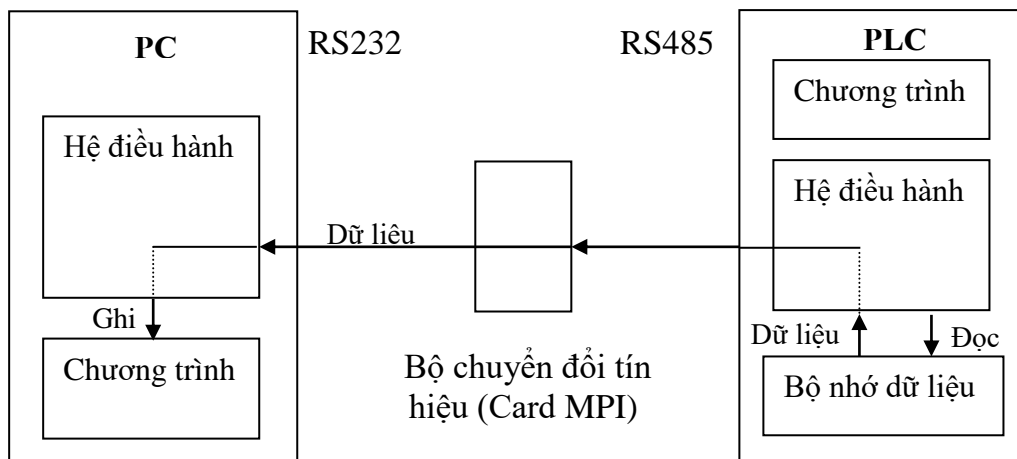 PC
RS232
RS485
PLC
Chương trình
Hệ điều hành
Hệ điều hành
Dữ liệu
Ghi
Dữ liệu
Đọc
Chương trình
Bộ chuyển đổi tín
hiệu (Card MPI)
Bộ nhớ dữ liệu